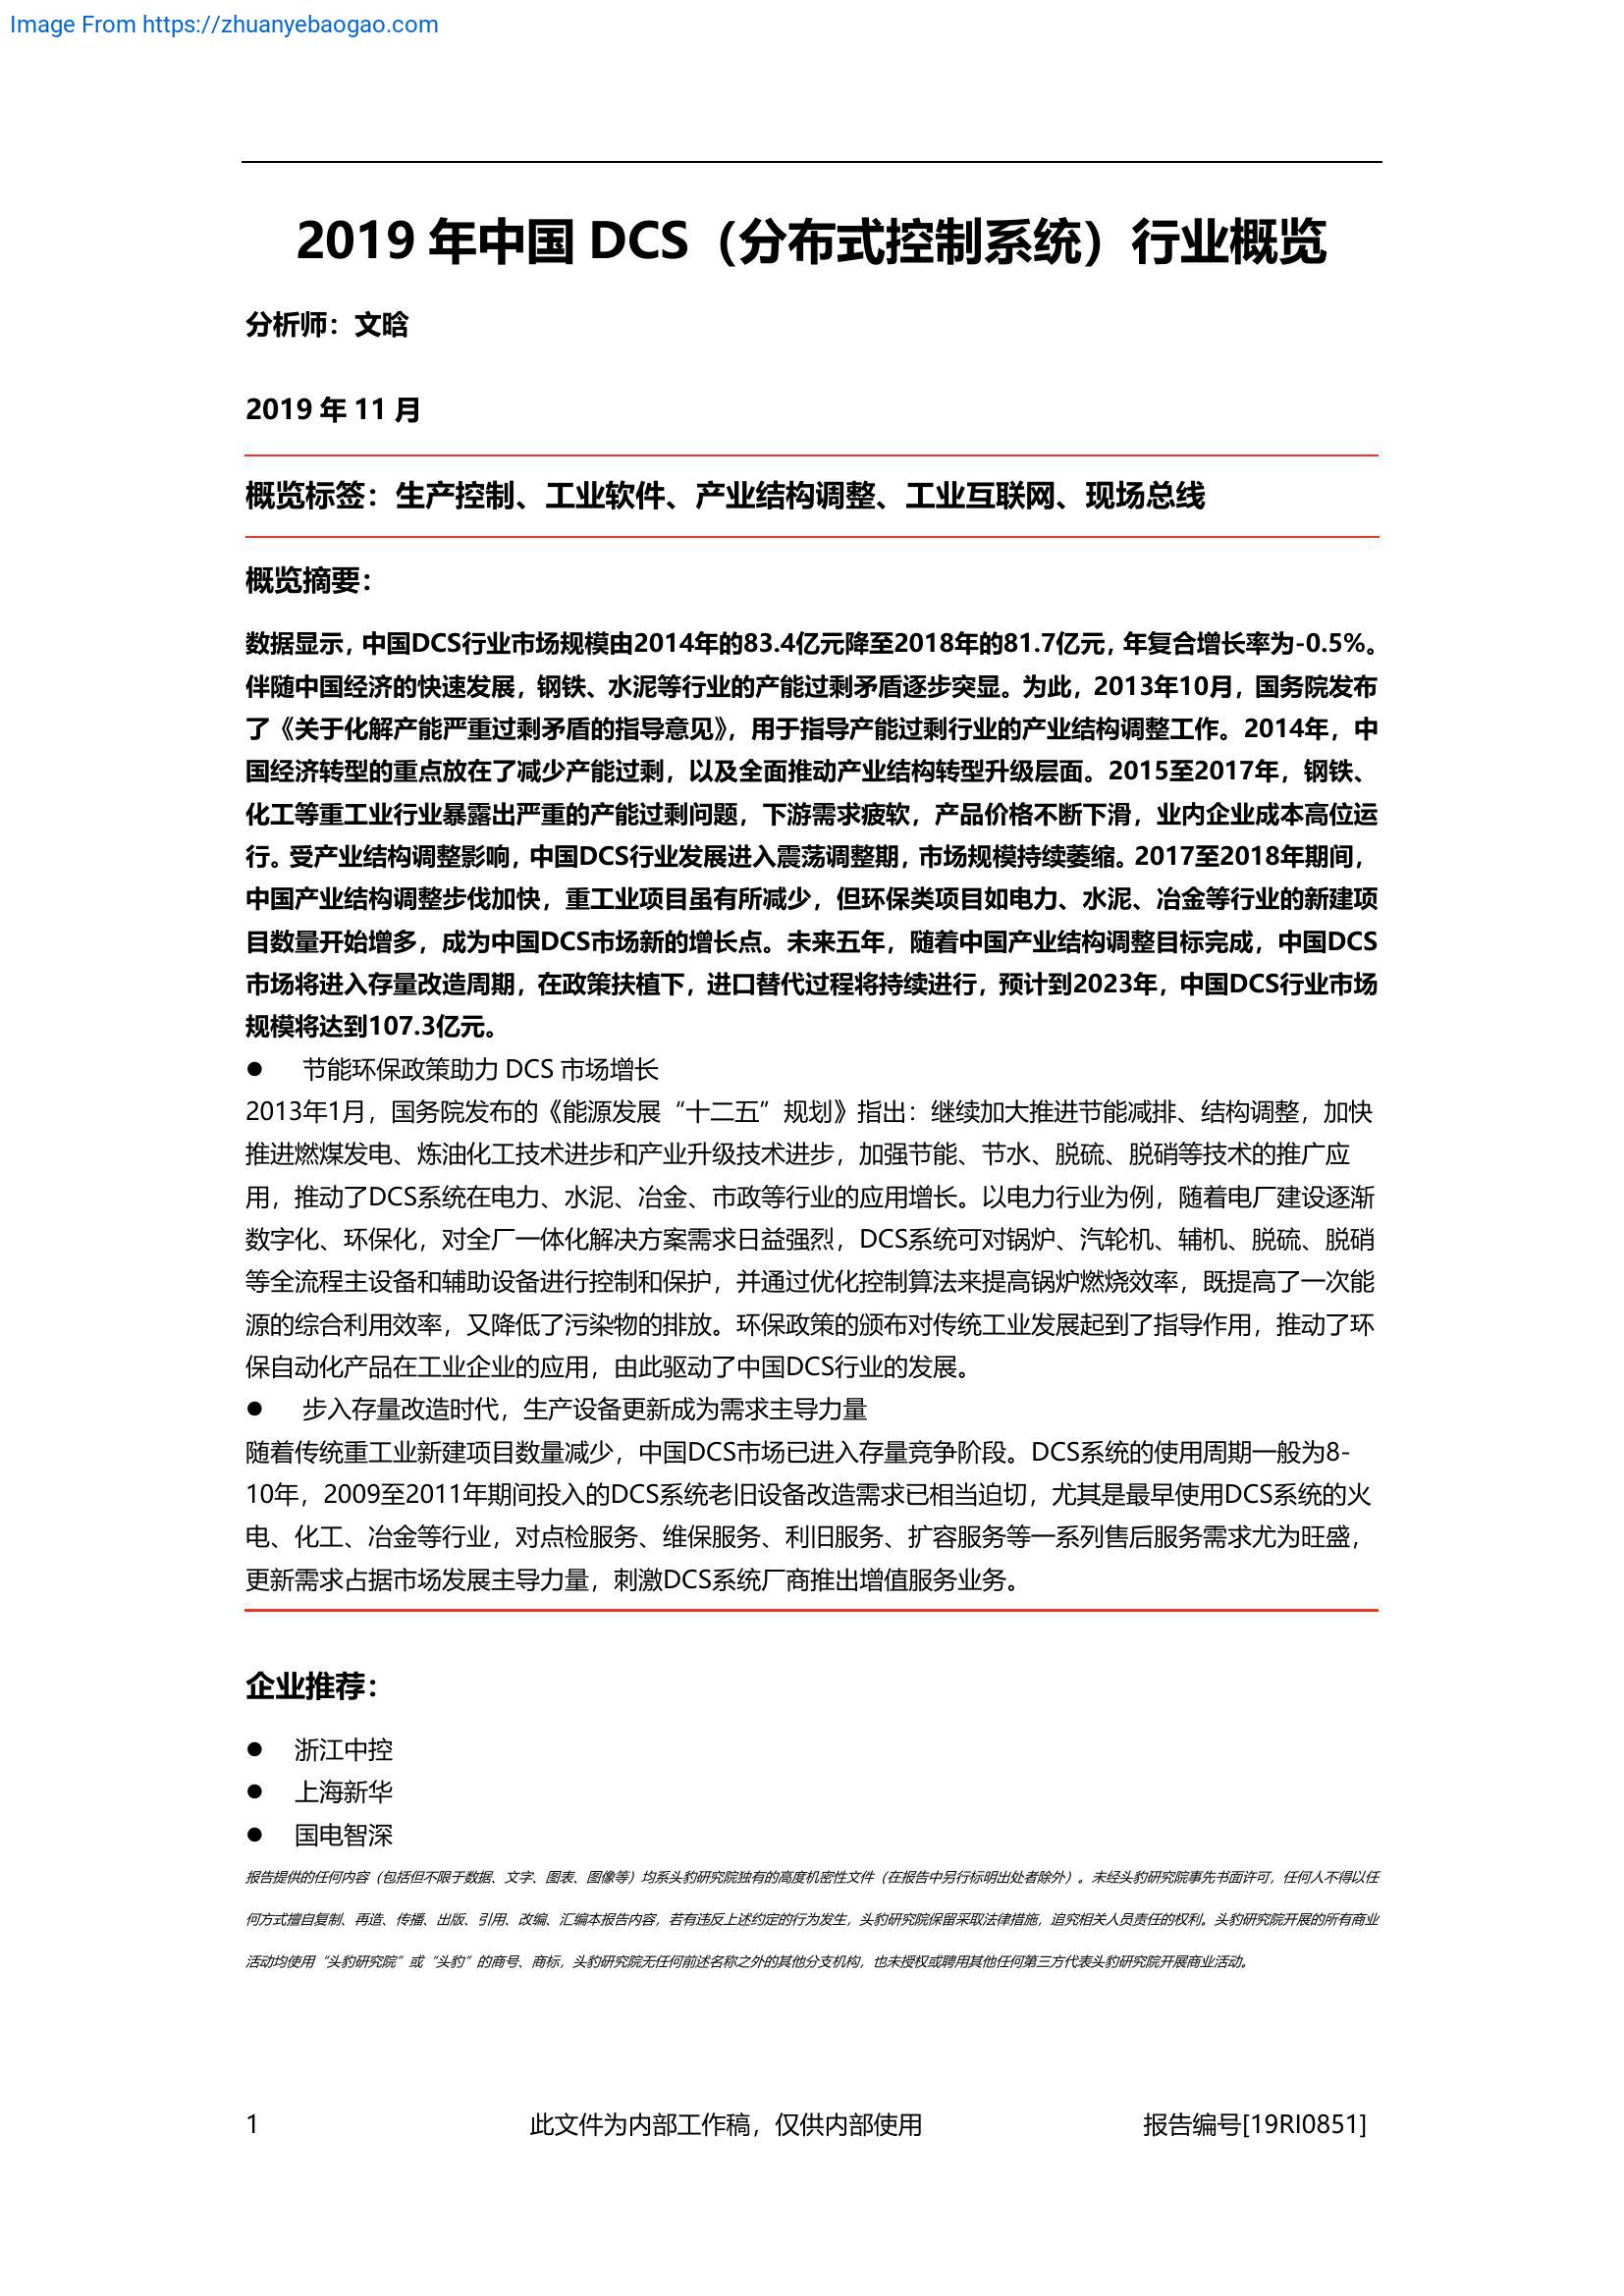 Image From https://zhuanyebaogao.com
2019 年中国 DCS（分布式控制系统）行业概览
分析师：文晗
2019 年 11 月
概览标签：生产控制、工业软件、产业结构调整、工业互联网、现场总线
概览摘要：
数据显示，中国DCS行业市场规模由2014年的83.4亿元降至2018年的81.7亿元，年复合增长率为-0.5%。
伴随中国经济的快速发展，钢铁、水泥等行业的产能过剩矛盾逐步突显。为此，2013年10月，国务院发布
了《关于化解产能严重过剩矛盾的指导意见》，用于指导产能过剩行业的产业结构调整工作。2014年，中
国经济转型的重点放在了减少产能过剩，以及全面推动产业结构转型升级层面。2015至2017年，钢铁、
化工等重工业行业暴露出严重的产能过剩问题，下游需求疲软，产品价格不断下滑，业内企业成本高位运
行。受产业结构调整影响，中国DCS行业发展进入震荡调整期，市场规模持续萎缩。2017至2018年期间，
中国产业结构调整步伐加快，重工业项目虽有所减少，但环保类项目如电力、水泥、冶金等行业的新建项
目数量开始增多，成为中国DCS市场新的增长点。未来五年，随着中国产业结构调整目标完成，中国DCS
市场将进入存量改造周期，在政策扶植下，进口替代过程将持续进行，预计到2023年，中国DCS行业市场
规模将达到107.3亿元。
● 节能环保政策助力 DCS 市场增长
2013年1月，国务院发布的《能源发展“十二五”规划》指出：继续加大推进节能减排、结构调整，加快
推进燃煤发电、炼油化工技术进步和产业升级技术进步，加强节能、节水、脱硫、脱硝等技术的推广应
用，推动了DCS系统在电力、水泥、冶金、市政等行业的应用增长。以电力行业为例，随着电厂建设逐渐
数字化、环保化，对全厂一体化解决方案需求日益强烈，DCS系统可对锅炉、汽轮机、辅机、脱硫、脱硝
等全流程主设备和辅助设备进行控制和保护，并通过优化控制算法来提高锅炉燃烧效率，既提高了一次能
源的综合利用效率，又降低了污染物的排放。环保政策的颁布对传统工业发展起到了指导作用，推动了环
保自动化产品在工业企业的应用，由此驱动了中国DCS行业的发展。
● 步入存量改造时代，生产设备更新成为需求主导力量
随着传统重工业新建项目数量减少，中国DCS市场已进入存量竞争阶段。DCS系统的使用周期一般为8-
10年，2009至2011年期间投入的DCS系统老旧设备改造需求已相当迫切，尤其是最早使用DCS系统的火
电、化工、冶金等行业，对点检服务、维保服务、利旧服务、扩容服务等一系列售后服务需求尤为旺盛，
更新需求占据市场发展主导力量，刺激DCS系统厂商推出增值服务业务。
企业推荐：
● 浙江中控
● 上海新华
● 国电智深
报告提供的任何内容（包括但不限于数据、文字、图表、图像等）均系头豹研究院独有的高度机密性文件（在报告中另行标明出处者除外）。未经头豹研究院事先书面许可，任何人不得以任
何方式擅自复制、再造、传播、出版、引用、改编、汇编本报告内容，若有违反上述约定的行为发生，头豹研究院保留采取法律措施，追究相关人员责任的权利。头豹研究院开展的所有商业
活动均使用“头豹研究院”或“头豹”的商号、商标，头豹研究院无任何前述名称之外的其他分支机构，也未授权或聘用其他任何第三方代表头豹研究院开展商业活动。
1 此文件为内部工作稿，仅供内部使用 报告编号[19RI0851]